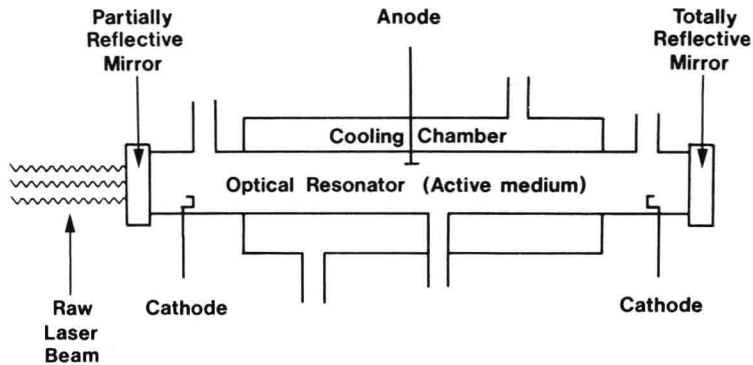 Partially
Reflective
Mirror
Anode
Totally
Reflective
Mirror
Cooling Chamber
Optical Resonator (Active medium)
Raw
Laser
Beam
Cathode
Cathode